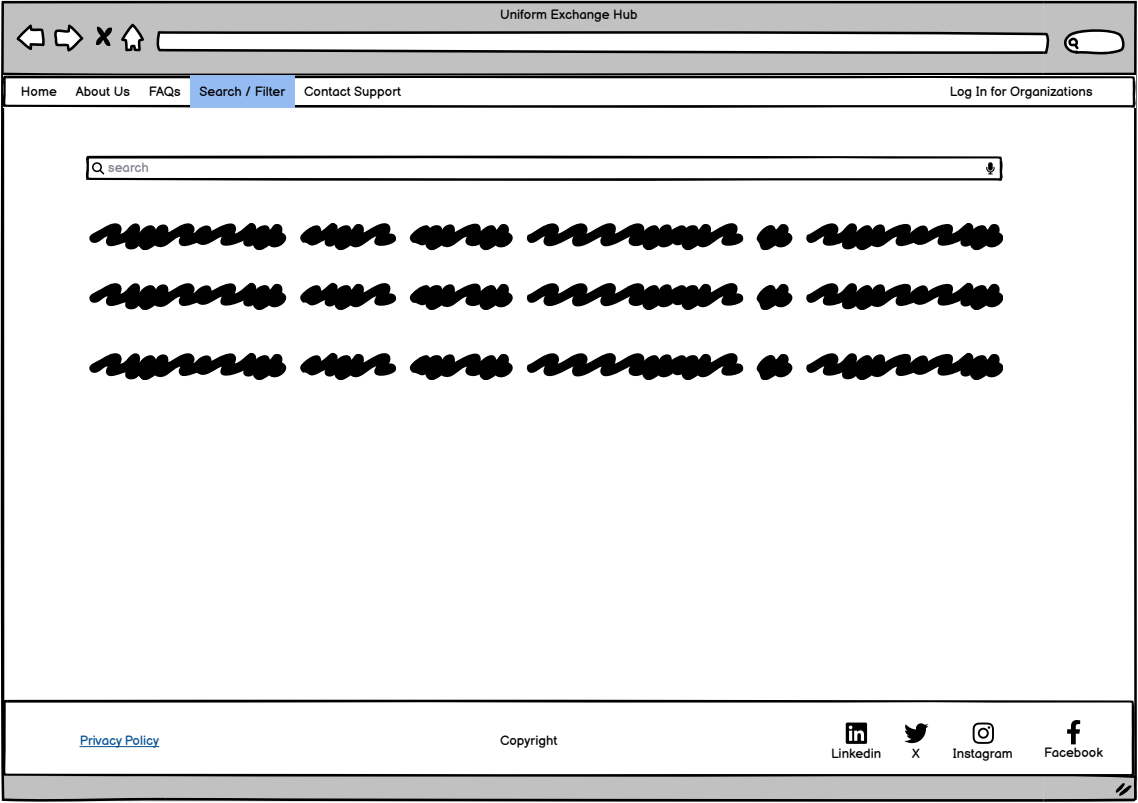 Uniform Exchange Hub
Home About Us FAQs Search / Filter Contact Support Log In for Organizations
search
Privacy Policy Copyright Linkedin X Instagram Facebook